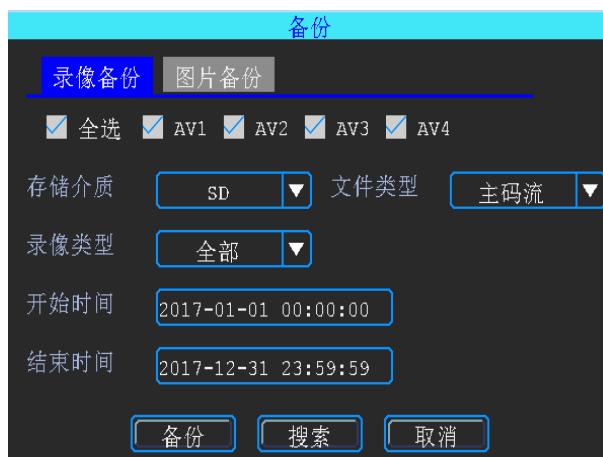 备份
录像备份 图片备份
全选 AV1 AV2 AV3 AV4
存储介质 SD 文件类型 主码流
录像类型 全部
开始时间 2017-01-01 00:00:00
结束时间 2017-12-31 23:59:59
备份 搜索 取消